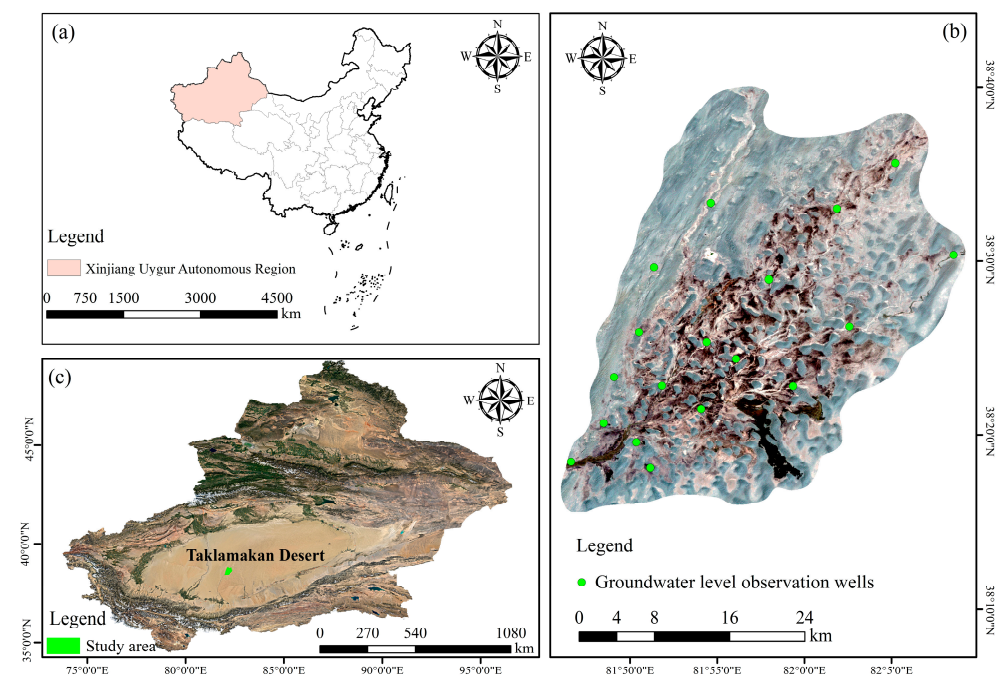 (a)
N
W E
S
Legend
Xinjiang Uygur Autonomous Region
0 750 1500 3000 4500
km
(b)
N
W E
S
38°40'0"N
38°30'0"N
38°20'0"N
38°10'0"N
Legend
Groundwater level observation wells
0 4 8 16 24
km
81°50'0"E 81°55'0"E 82°0'0"E 82°5'0"E
(c)
N
W E
S
45°0'0"N
40°0'0"N
35°0'0"N
Taklamakan Desert
Legend
Study area
0 270 540 1080
km
75°0'0"E 80°0'0"E 85°0'0"E 90°0'0"E 95°0'0"E